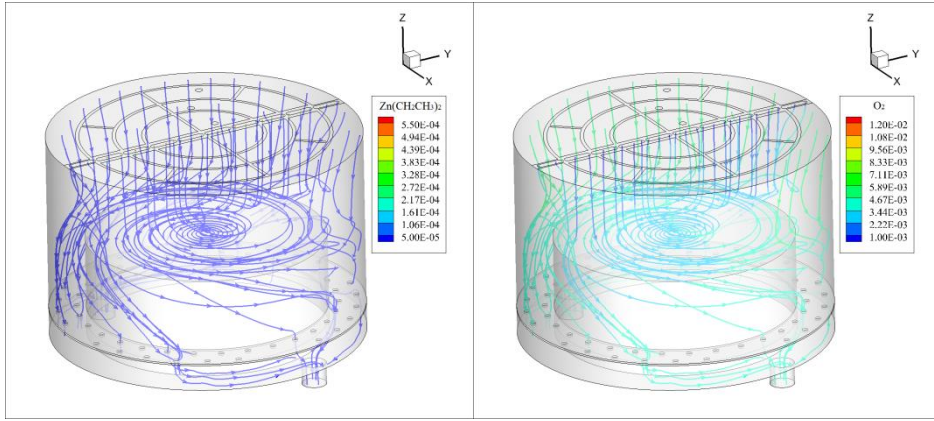 Z
Y
X
Zn(CH₂CH₃)₂
5.50E-04
4.94E-04
4.39E-04
3.83E-04
3.28E-04
2.72E-04
2.17E-04
1.61E-04
1.06E-04
5.00E-05
Z
Y
X
O₂
1.20E-02
1.08E-02
9.56E-03
8.33E-03
7.11E-03
5.89E-03
4.67E-03
3.44E-03
2.22E-03
1.00E-03